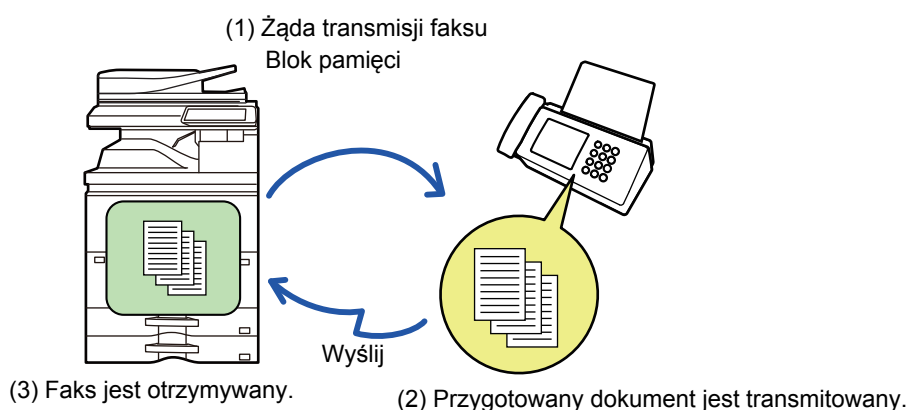 (1) Żąda transmisji faksu
Blok pamięci
Wyślij
(3) Faks jest otrzymywany.
(2) Przygotowany dokument jest transmitowany.